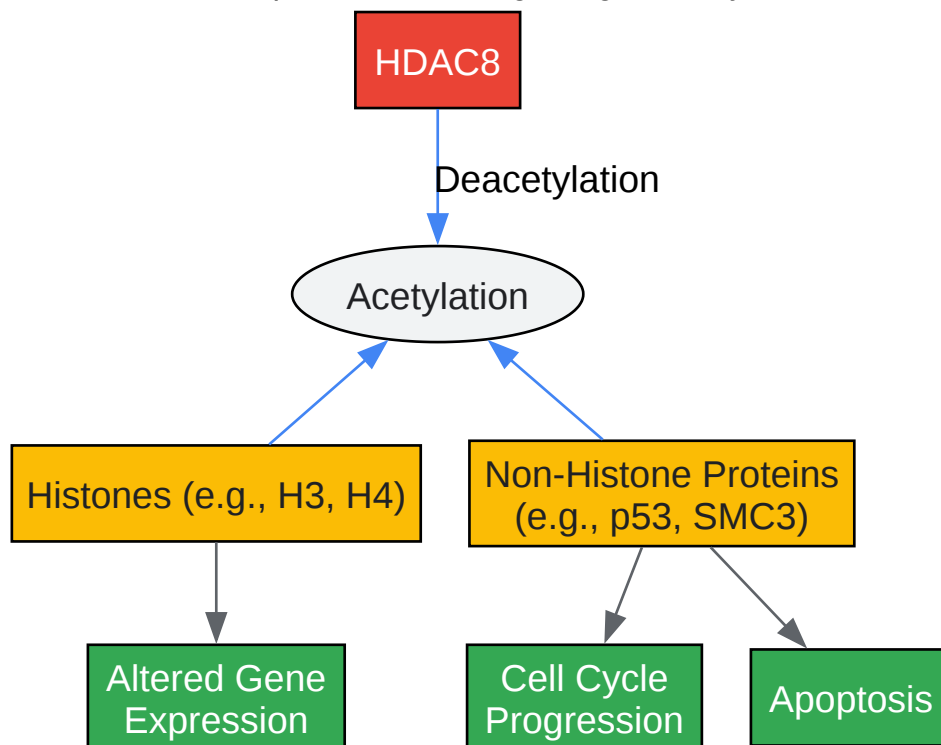 HDAC8
Deacetylation
Acetylation
Histones (e.g., H3, H4)
Non-Histone Proteins
(e.g., p53, SMC3)
Altered Gene
Expression
Cell Cycle
Progression
Apoptosis